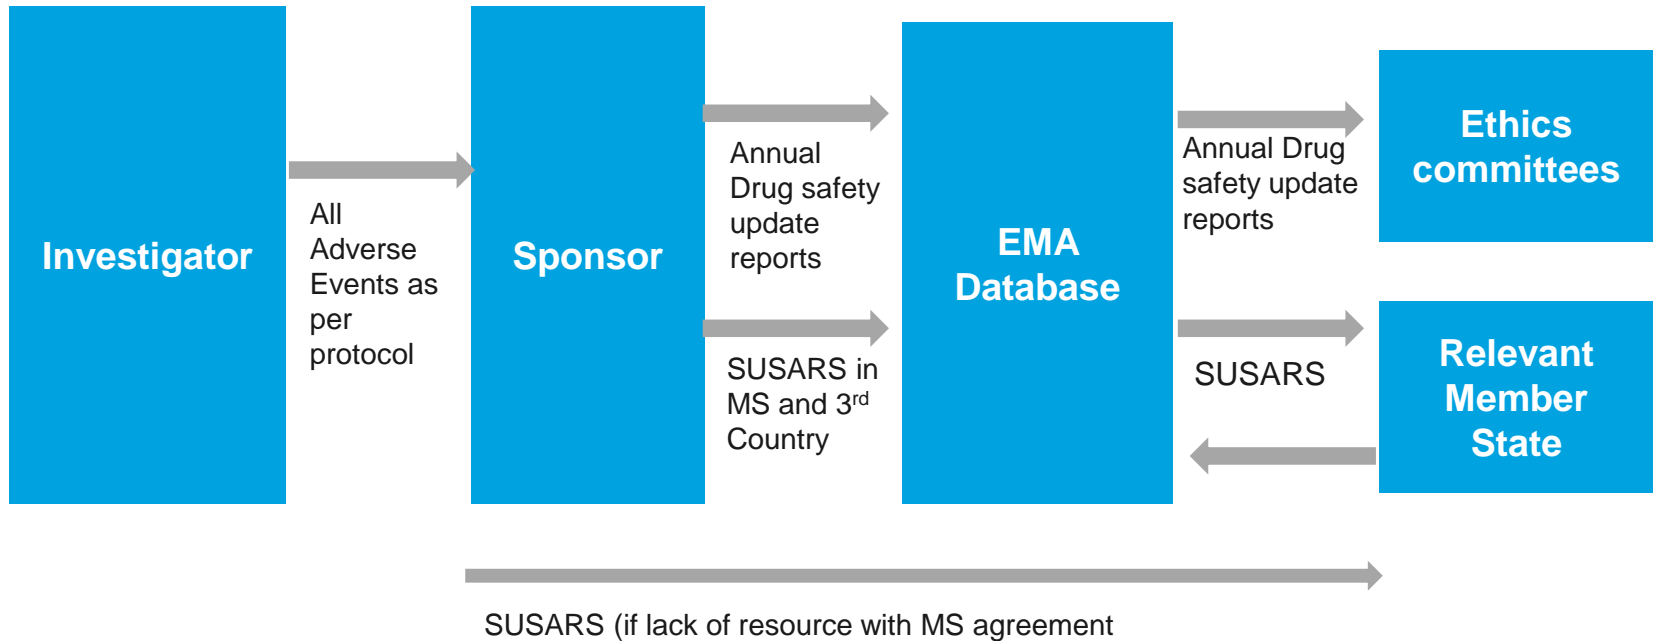 Investigator
All
Adverse
Events as
per
protocol
Sponsor
Annual
Drug safety
update
reports
SUSARS in
MS and 3rd
Country
EMA
Database
Annual Drug
safety update
reports
SUSARS
Ethics
committees
Relevant
Member
State
SUSARS (if lack of resource with MS agreement